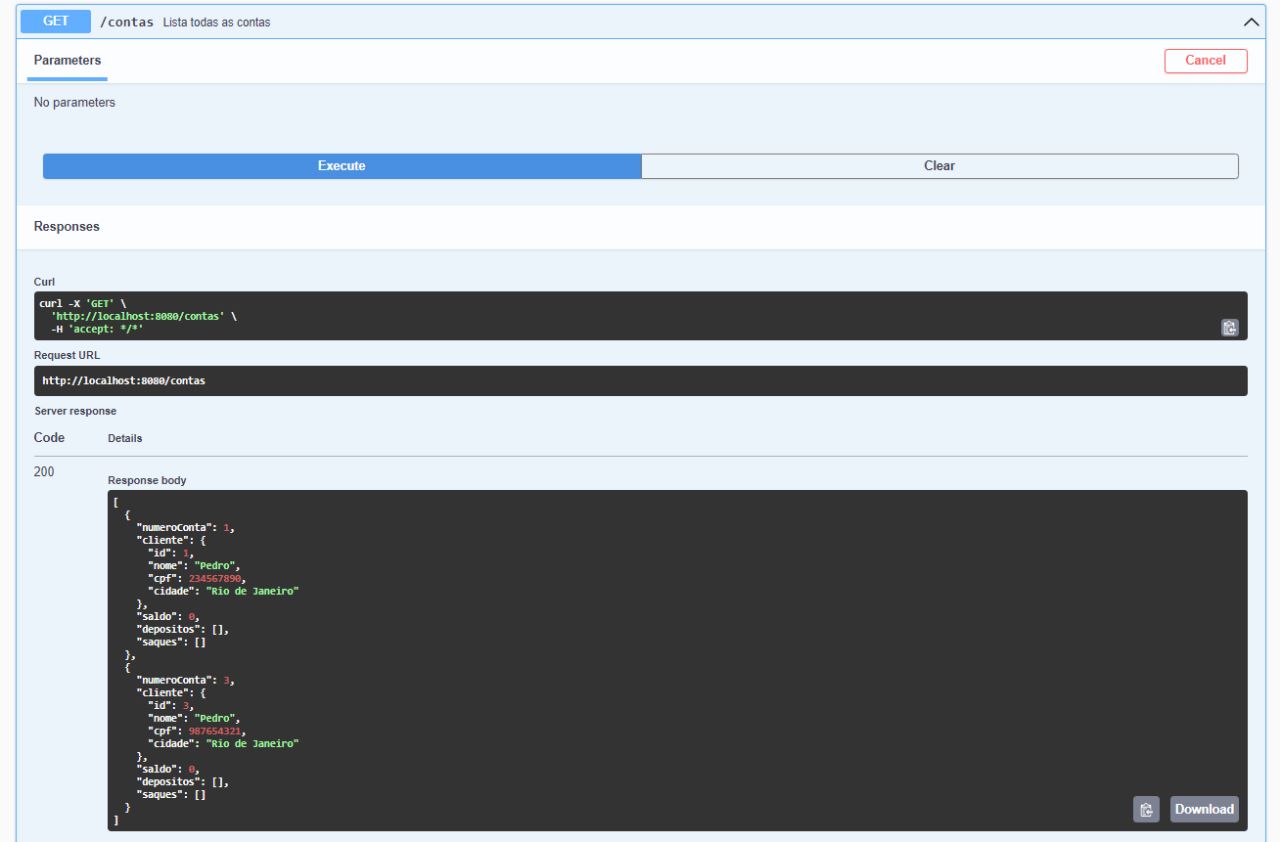 GET /contas Lista todas as contas
Parameters Cancel
No parameters
Execute Clear
Responses
Curl
curl -X 'GET' \
  'http://localhost:8080/contas' \
  -H 'accept: */*'
Request URL
http://localhost:8080/contas
Server response
Code Details
200
Response body
[
  {
    "numeroConta": 1,
    "cliente": {
      "id": 1,
      "nome": "Pedro",
      "cpf": 234567890,
      "cidade": "Rio de Janeiro"
    },
    "saldo": 0,
    "depositos": [],
    "saques": []
  },
  {
    "numeroConta": 3,
    "cliente": {
      "id": 3,
      "nome": "Pedro",
      "cpf": 987654321,
      "cidade": "Rio de Janeiro"
    },
    "saldo": 0,
    "depositos": [],
    "saques": []
  }
]
Download